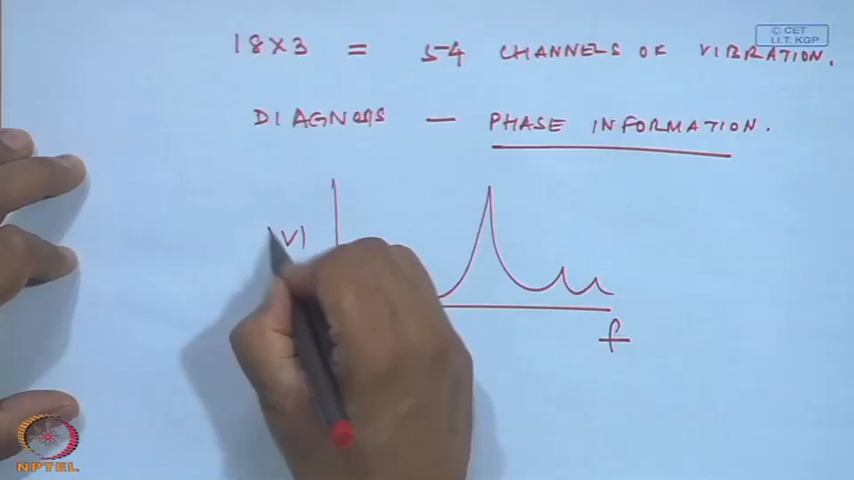 18×3 = 54 CHANNELS OF VIBRATION.
© CET
I.I.T. KGP
DIAGNOSIS — PHASE INFORMATION.
|V|
f
NPTEL